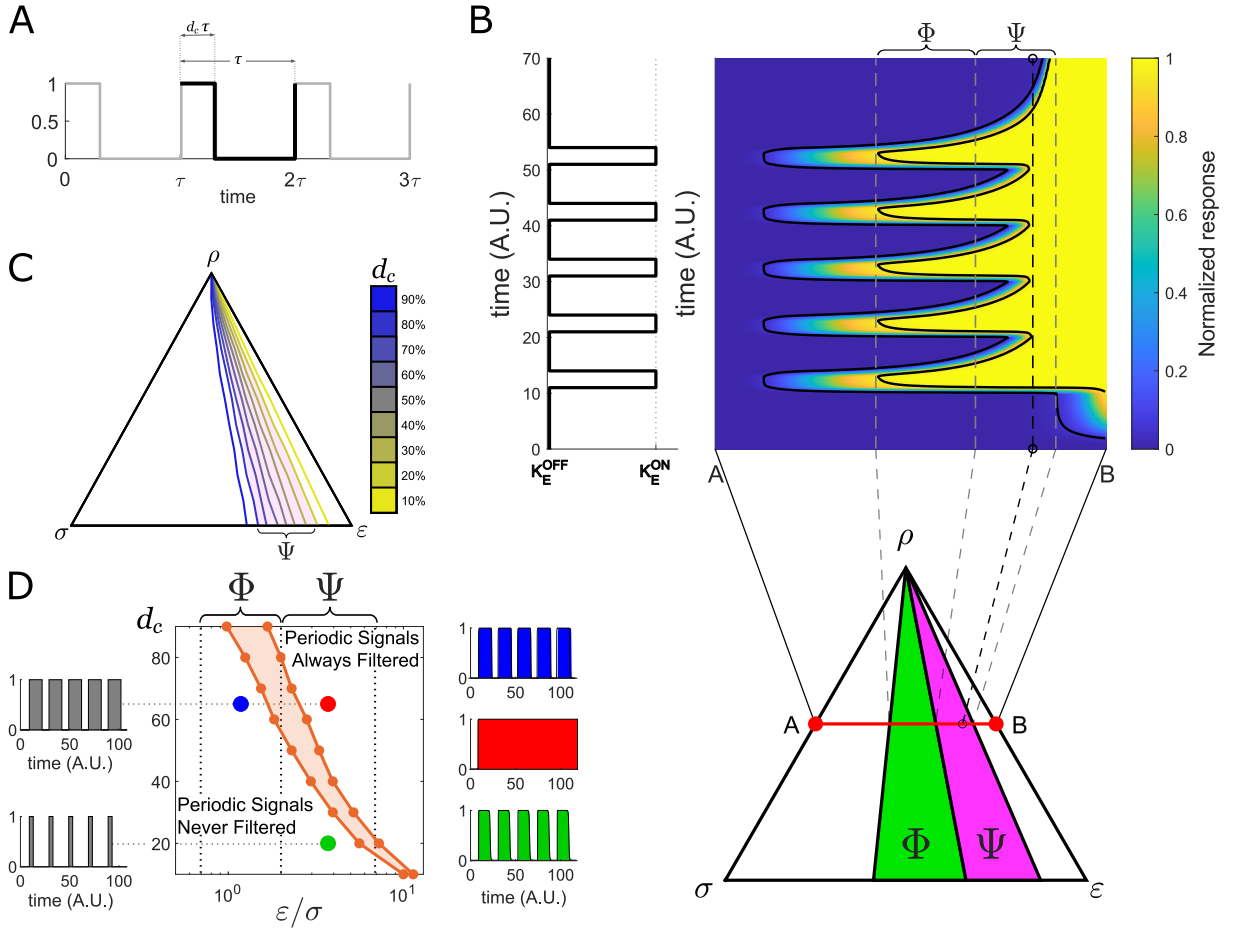 A
d_c τ
τ
1
0.5
0
0 τ 2τ 3τ
time
B
Φ Ψ
70
60
50
40
30
20
10
0
time (A.U.)
K_E^OFF K_E^ON
time (A.U.)
A B
1
0.8
0.6
0.4
0.2
0
Normalized response
C
ρ
σ ε
Ψ
d_c
90%
80%
70%
60%
50%
40%
30%
20%
10%
ρ
A B
Φ Ψ
σ ε
D
Φ Ψ
d_c
80
60
40
20
Periodic Signals
Always Filtered
Periodic Signals
Never Filtered
10^0 10^1
ε/σ
1
0
0 50 100
time (A.U.)
1
0
0 50 100
time (A.U.)
1
0
0 50 100
1
0
0 50 100
1
0
0 50 100
time (A.U.)